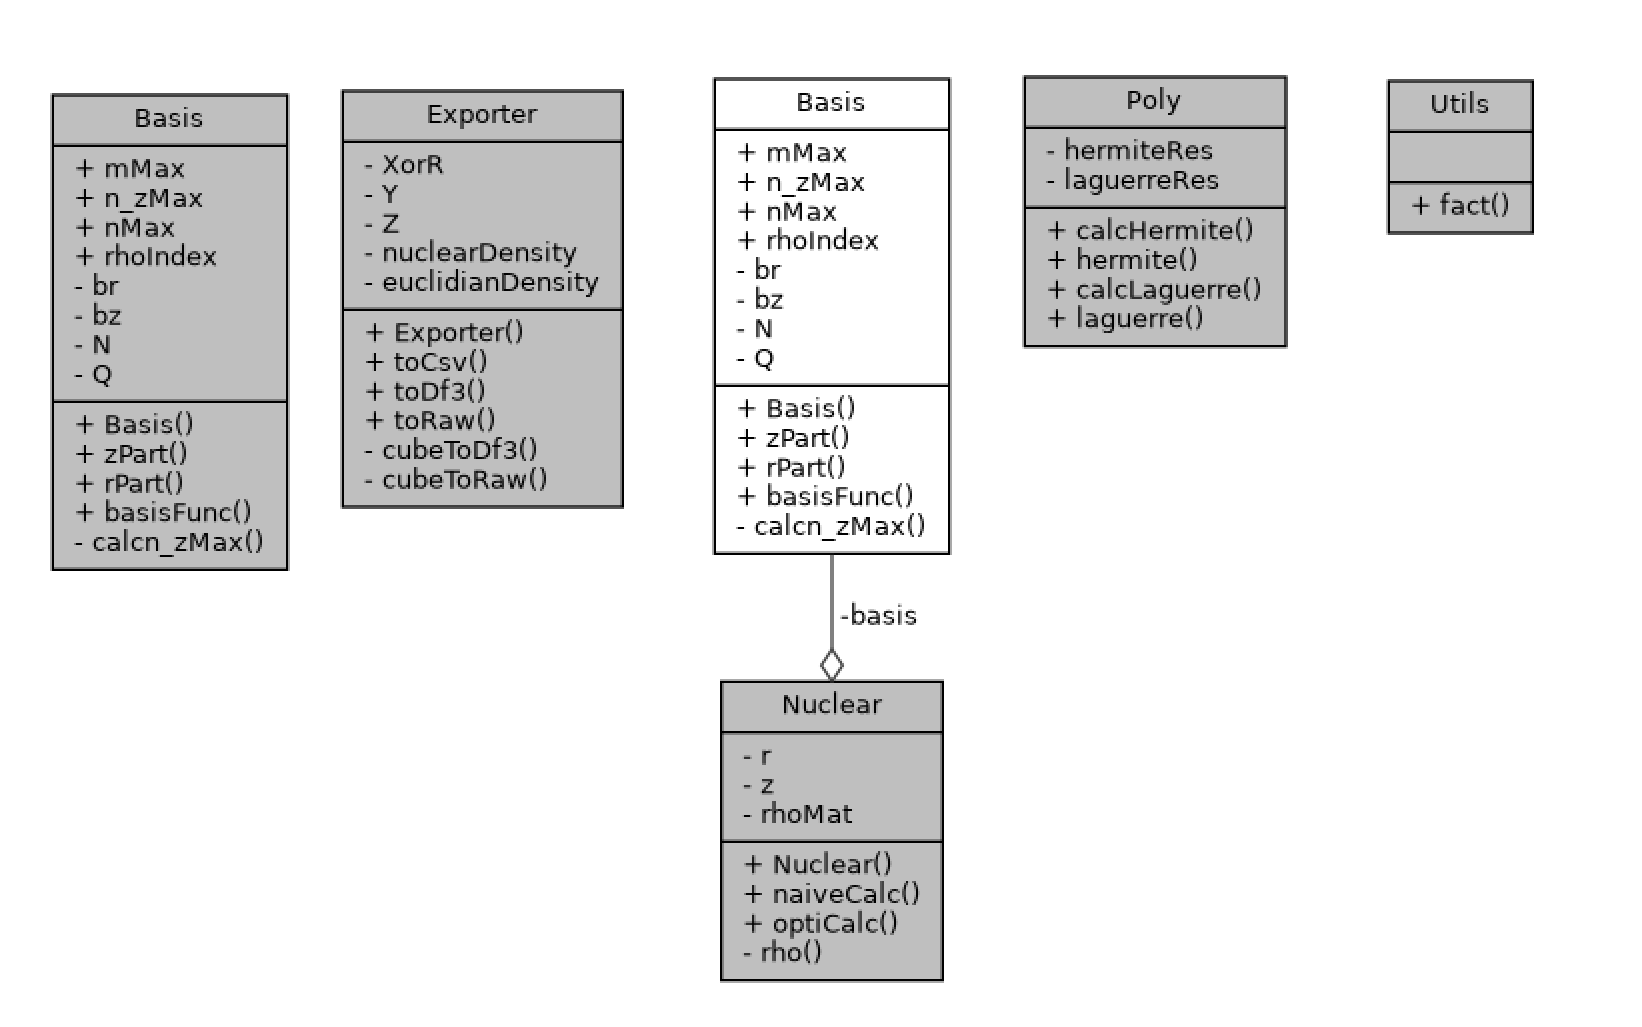 Basis
+ mMax
+ n_zMax
+ nMax
+ rhoIndex
- br
- bz
- N
- Q
+ Basis()
+ zPart()
+ rPart()
+ basisFunc()
- calcn_zMax()
Exporter
- XorR
- Y
- Z
- nuclearDensity
- euclidianDensity
+ Exporter()
+ toCsv()
+ toDf3()
+ toRaw()
- cubeToDf3()
- cubeToRaw()
Basis
+ mMax
+ n_zMax
+ nMax
+ rhoIndex
- br
- bz
- N
- Q
+ Basis()
+ zPart()
+ rPart()
+ basisFunc()
- calcn_zMax()
-basis
Nuclear
- r
- z
- rhoMat
+ Nuclear()
+ naiveCalc()
+ optiCalc()
- rho()
Poly
- hermiteRes
- laguerreRes
+ calcHermite()
+ hermite()
+ calcLaguerre()
+ laguerre()
Utils
+ fact()